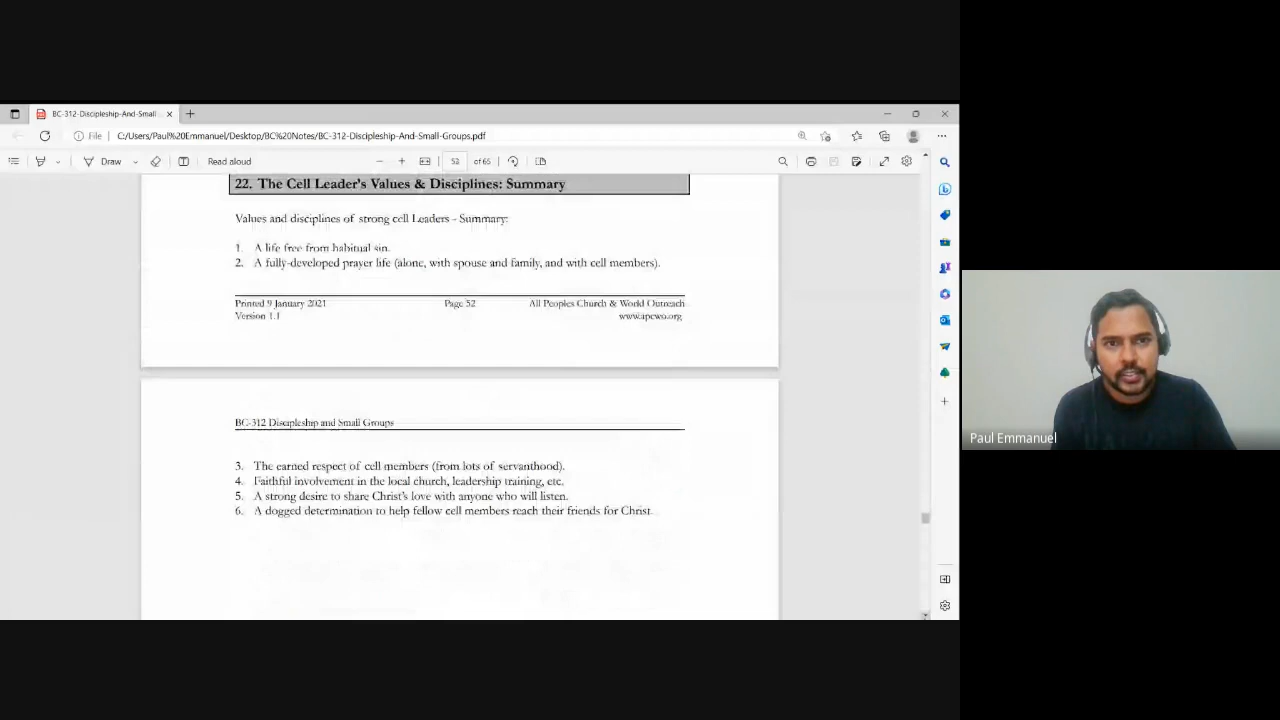 BC-312-Discipleship-And-Small
File C:/Users/Paul%20Emmanuel/Desktop/BC%20Notes/BC-312-Discipleship-And-Small-Groups.pdf
Draw Read aloud 52 of 65
22. The Cell Leader's Values & Disciplines: Summary
Values and disciplines of strong cell Leaders - Summary:
1. A life free from habitual sin.
2. A fully-developed prayer life (alone, with spouse and family, and with cell members).
Printed 9 January 2021 Page 52 All Peoples Church & World Outreach
Version 1.1 www.apcwo.org
BC-312 Discipleship and Small Groups
3. The earned respect of cell members (from lots of servanthood).
4. Faithful involvement in the local church, leadership training, etc.
5. A strong desire to share Christ's love with anyone who will listen.
6. A dogged determination to help fellow cell members reach their friends for Christ.
Paul Emmanuel